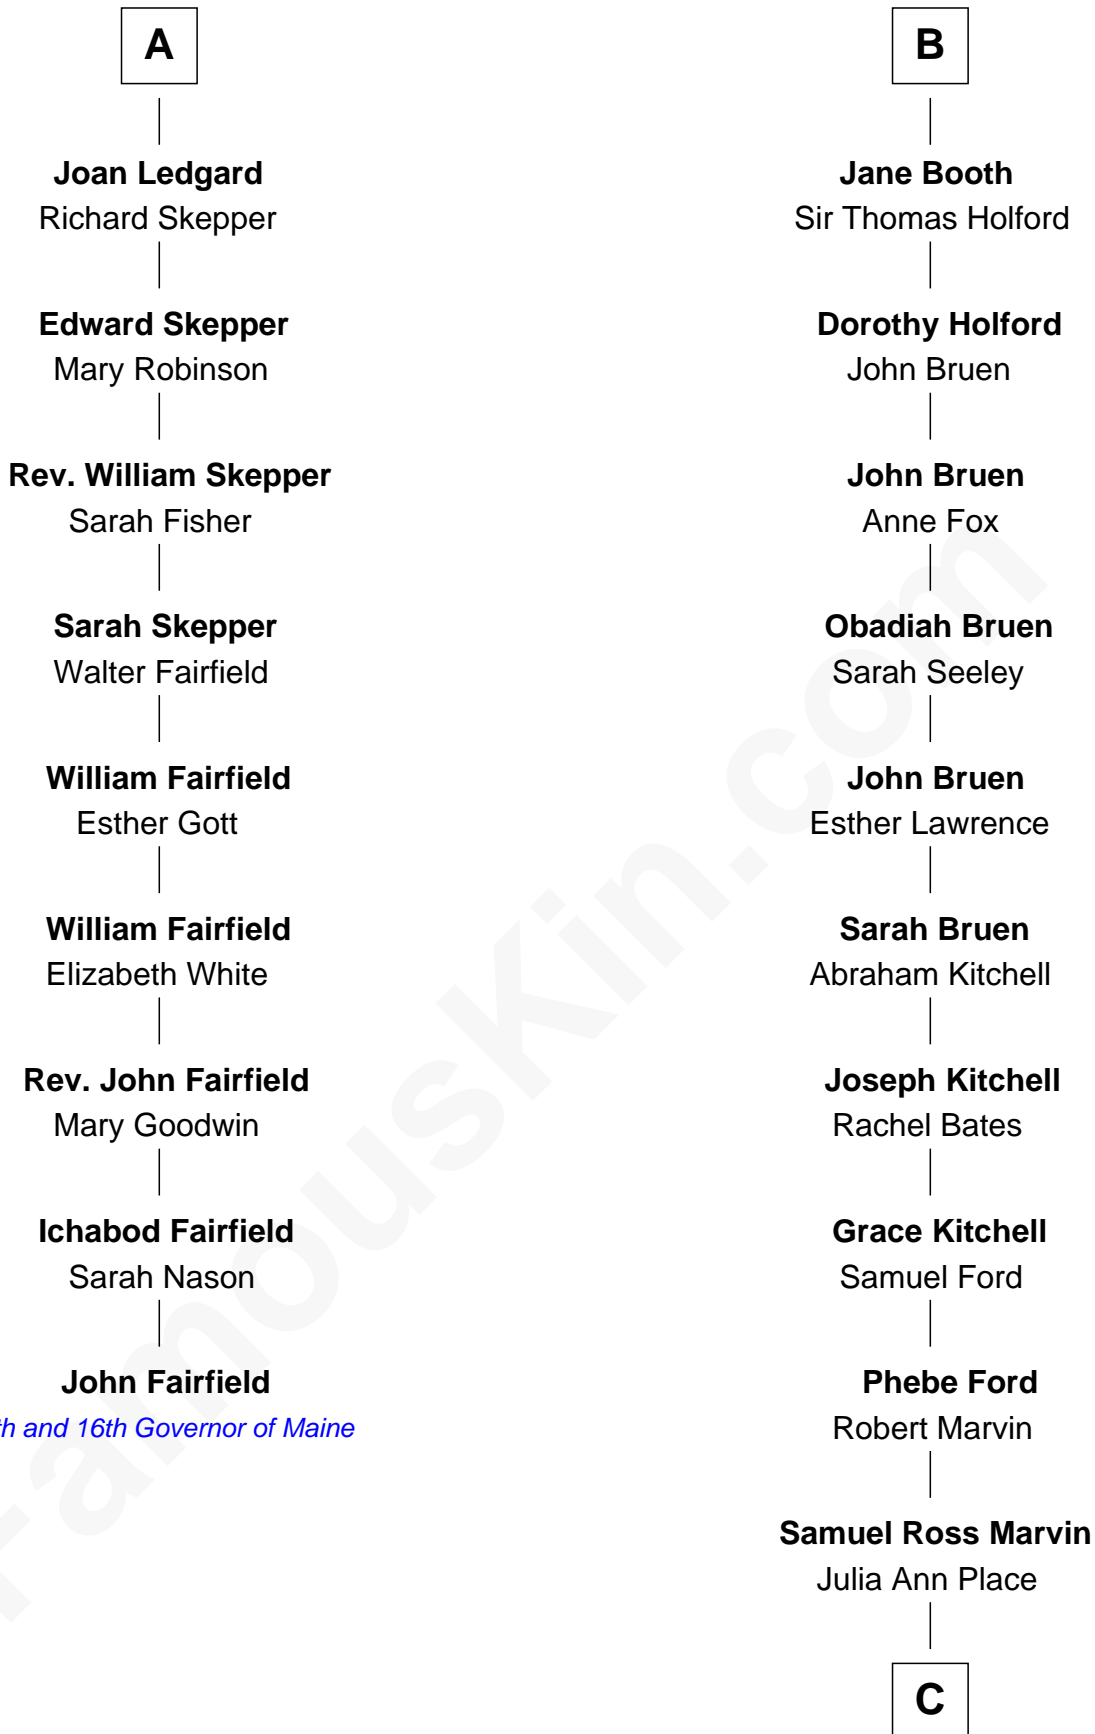 A
Joan Ledgard
Richard Skepper
Edward Skepper
Mary Robinson
Rev. William Skepper
Sarah Fisher
Sarah Skepper
Walter Fairfield
William Fairfield
Esther Gott
William Fairfield
Elizabeth White
Rev. John Fairfield
Mary Goodwin
Ichabod Fairfield
Sarah Nason
John Fairfield
and 16th Governor of Maine
B
Jane Booth
Sir Thomas Holford
Dorothy Holford
John Bruen
John Bruen
Anne Fox
Obadiah Bruen
Sarah Seeley
John Bruen
Esther Lawrence
Sarah Bruen
Abraham Kitchell
Joseph Kitchell
Rachel Bates
Grace Kitchell
Samuel Ford
Phebe Ford
Robert Marvin
Samuel Ross Marvin
Julia Ann Place
C
FamousKin.com